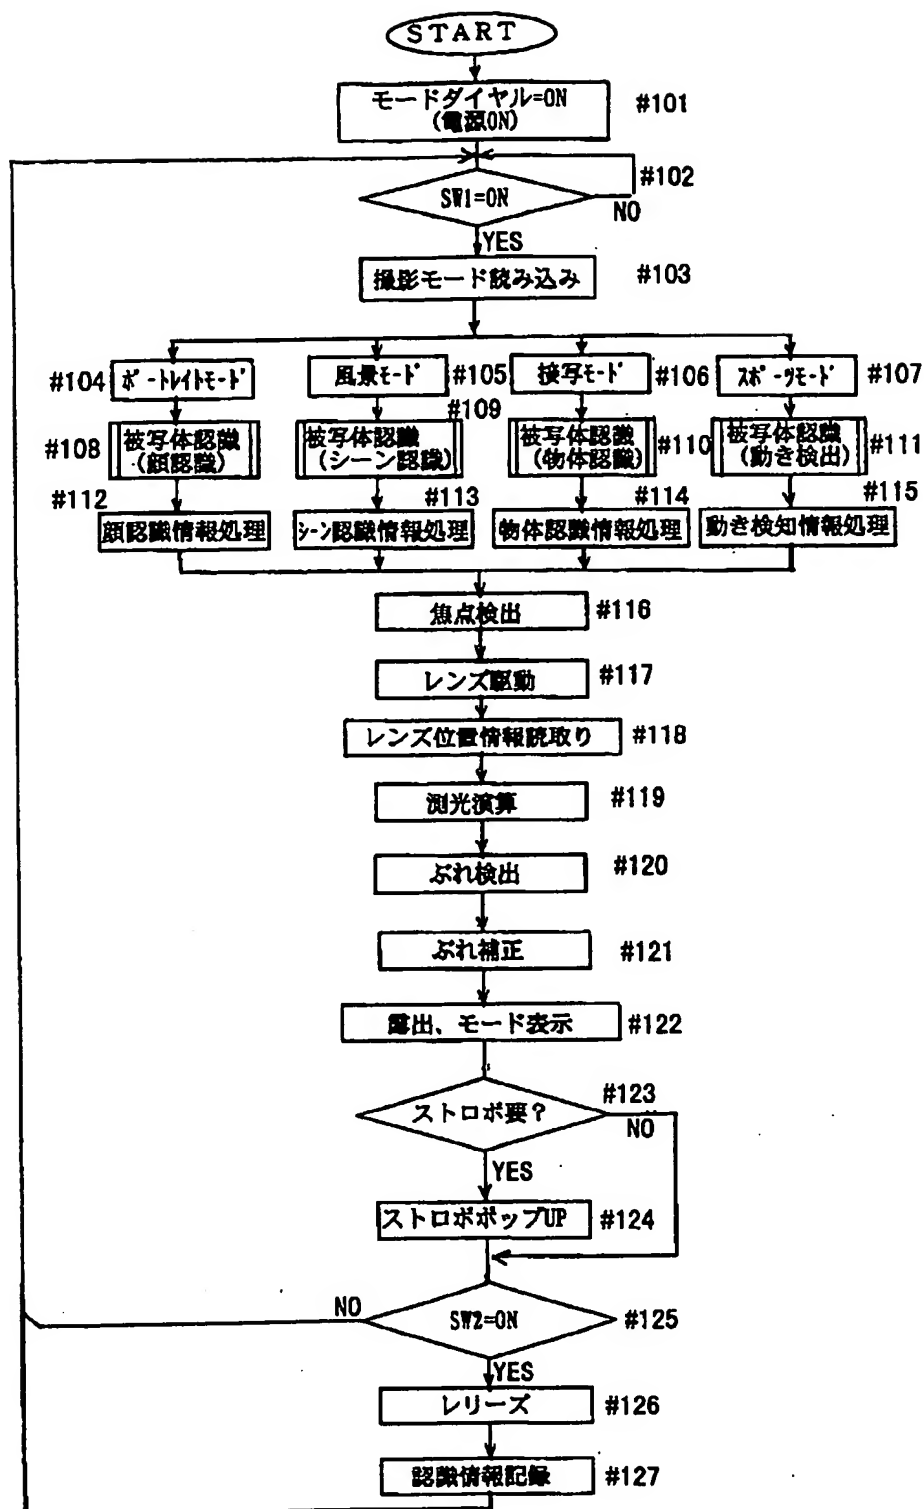 START
モードダイヤル=ON
(電源ON)
#101
#102
SW1=ON
NO
YES
撮影モード読み込み
#103
#104
ポートレイトモード
風景モード
#105
接写モード
#106
スポーツモード
#107
#108
被写体認識
(顔認識)
#109
被写体認識
(シーン認識)
被写体認識
(物体認識)
#110
被写体認識
(動き検出)
#111
#112
顔認識情報処理
#113
シーン認識情報処理
#114
物体認識情報処理
#115
動き検知情報処理
焦点検出
#116
レンズ駆動
#117
レンズ位置情報読取り
#118
測光演算
#119
ぶれ検出
#120
ぶれ補正
#121
露出、モード表示
#122
ストロボ要?
#123
NO
YES
ストロボポップUP
#124
NO
SW2=ON
#125
YES
レリーズ
#126
認識情報記録
#127